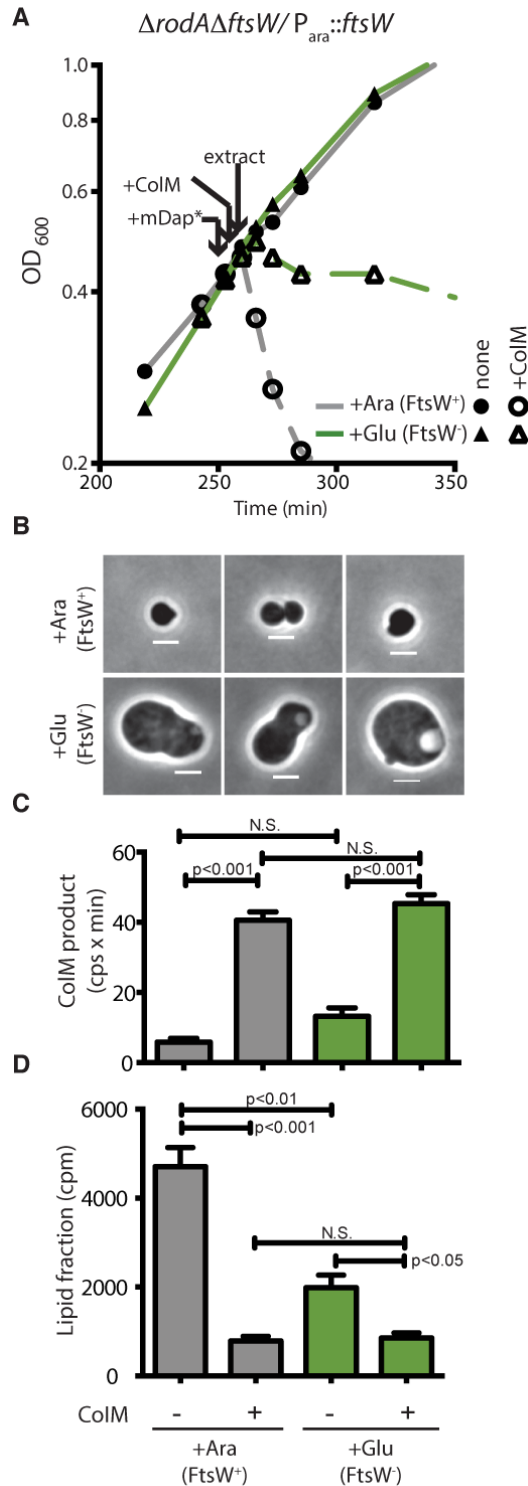 A
ΔrodAΔftsW/ P_ara::ftsW
1.0
0.8
0.6
0.4
0.2
OD600
extract
+ColM
+mDap*
none
+ColM
+Ara (FtsW+)
+Glu (FtsW-)
200
250
300
350
Time (min)
B
+Ara
(FtsW+)
+Glu
(FtsW-)
C
N.S.
N.S.
p<0.001
p<0.001
60
40
20
0
ColM product
(cps x min)
D
p<0.01
p<0.001
N.S.
p<0.05
6000
4000
2000
0
Lipid fraction (cpm)
ColM - + - +
+Ara
(FtsW+)
+Glu
(FtsW-)